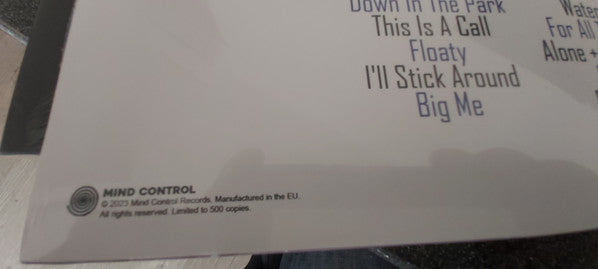 Down In The Park
This Is A Call
Floaty
I'll Stick Around
Big Me
Water
For All
Alone +
MIND CONTROL
© 2023 Mind Control Records. Manufactured in the EU.
All rights reserved. Limited to 500 copies.